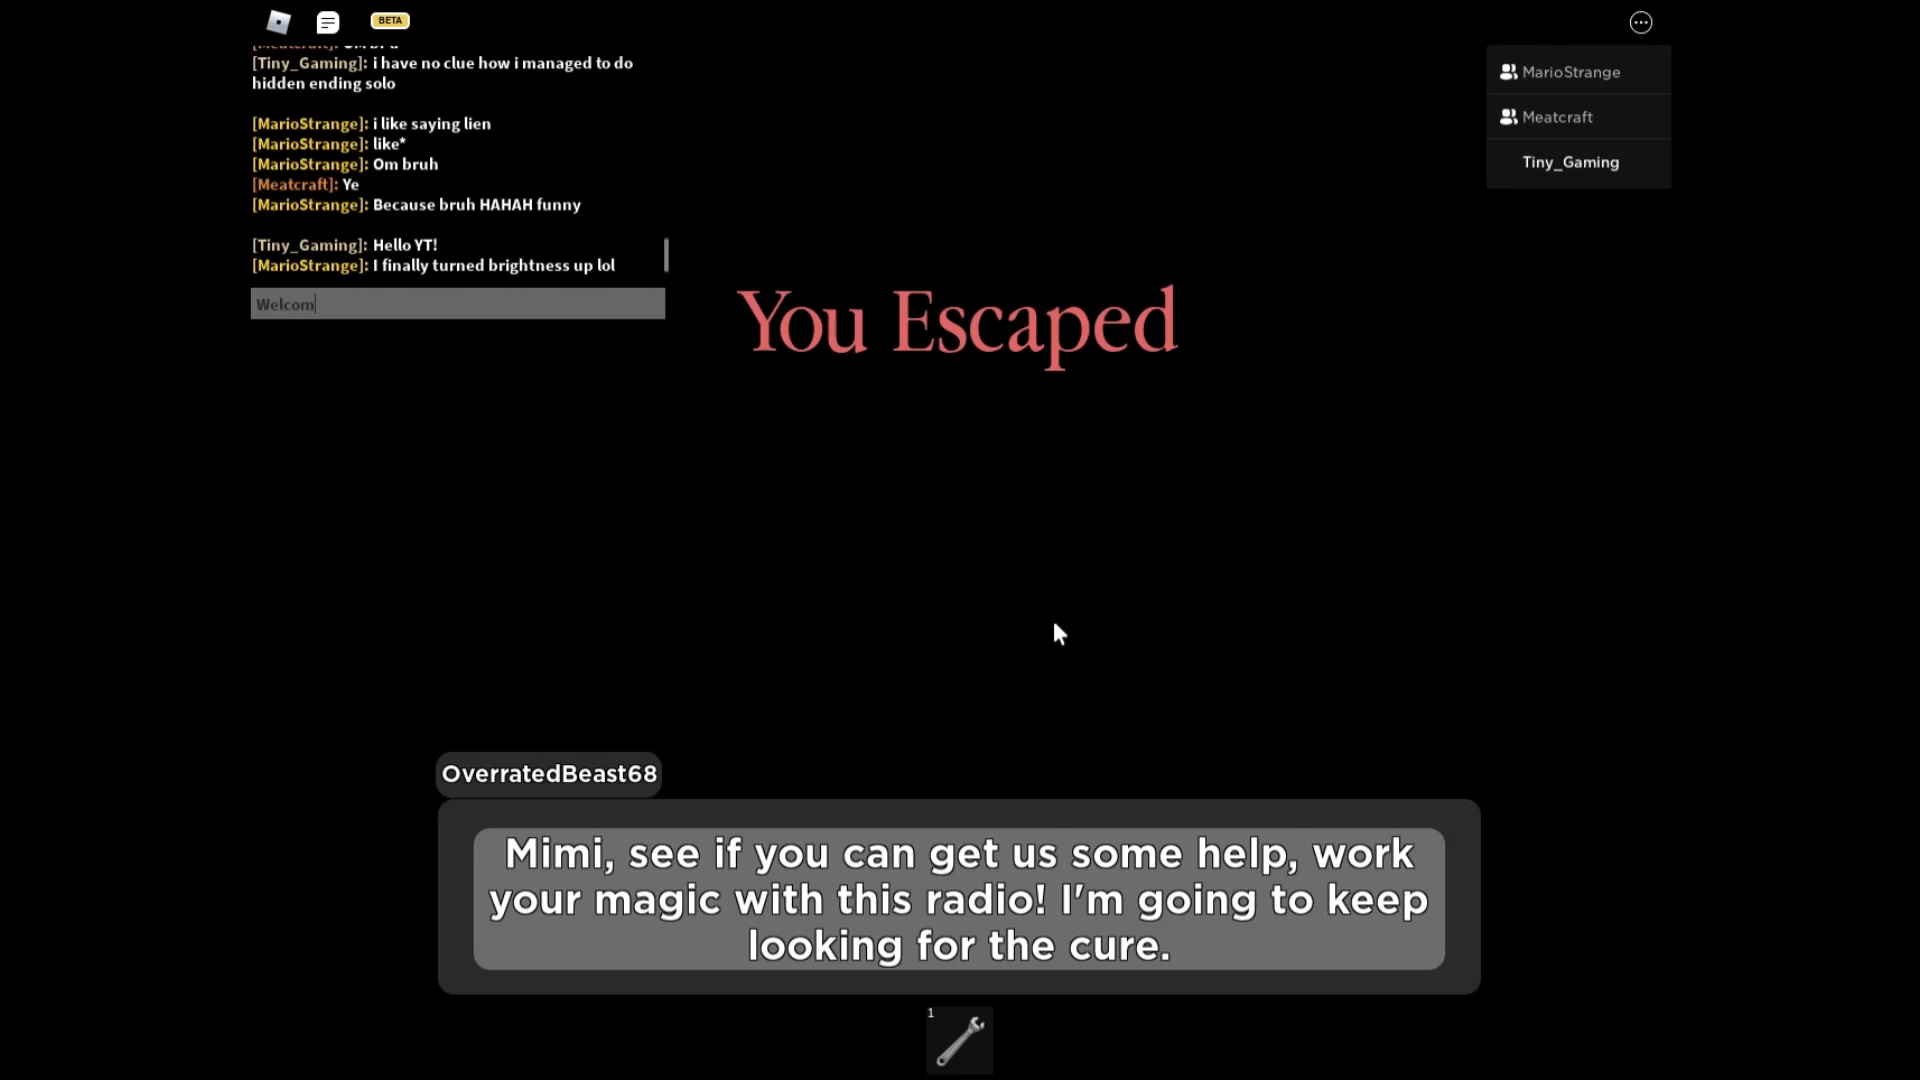 BETA
[Tiny_Gaming]: i have no clue how i managed to do
hidden ending solo
[MarioStrange]: i like saying lien
[MarioStrange]: like*
[MarioStrange]: Om bruh
[Meatcraft]: Ye
[MarioStrange]: Because bruh HAHAH funny
[Tiny_Gaming]: Hello YT!
[MarioStrange]: I finally turned brightness up lol
Welcom
MarioStrange
Meatcraft
Tiny_Gaming
You Escaped
OverratedBeast68
Mimi, see if you can get us some help, work
your magic with this radio! I'm going to keep
looking for the cure.
1